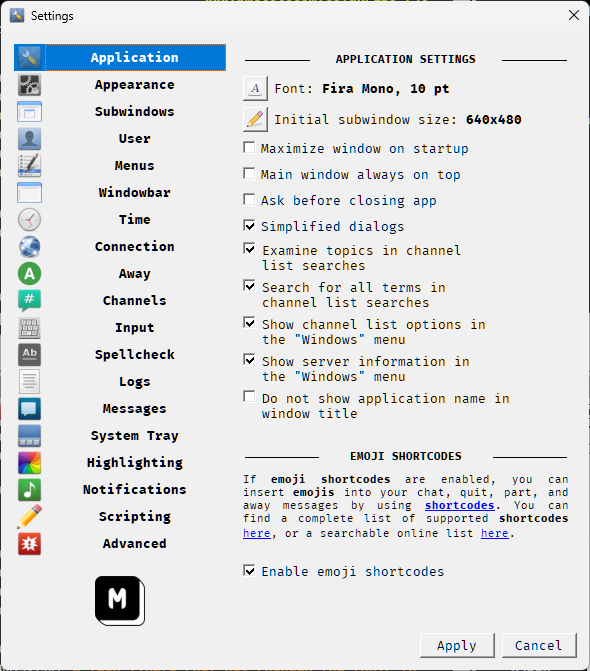 Settings
Application
Appearance
Subwindows
User
Menus
Windowbar
Time
Connection
A
Away
#
Channels
Input
Ab
Spellcheck
Logs
Messages
System Tray
Highlighting
Notifications
Scripting
Advanced
M
APPLICATION SETTINGS
A
Font: Fira Mono, 10 pt
Initial subwindow size: 640x480
Maximize window on startup
Main window always on top
Ask before closing app
Simplified dialogs
Examine topics in channel
list searches
Search for all terms in
channel list searches
Show channel list options in
the "Windows" menu
Show server information in
the "Windows" menu
Do not show application name in
window title
EMOJI SHORTCODES
If emoji shortcodes are enabled, you can
insert emojis into your chat, quit, part, and
away messages by using shortcodes. You can
find a complete list of supported shortcodes
here, or a searchable online list here.
Enable emoji shortcodes
Apply
Cancel